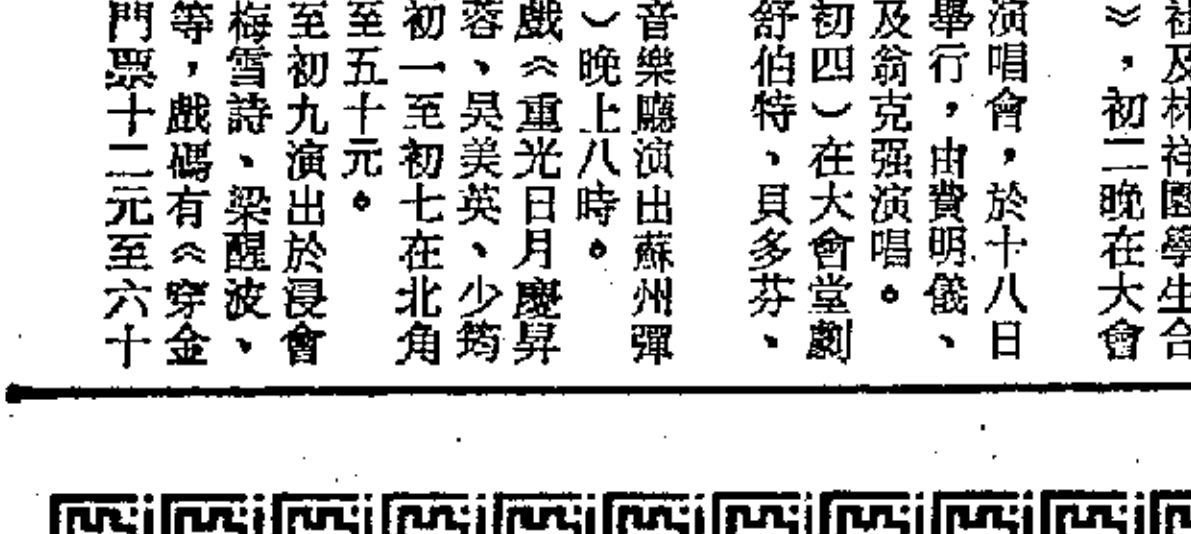 祖及林祥園學生合
》，初二晚在大會
演唱會，於十八日
舉行，由費明儀、
及翁克强演唱。
初四）在大會堂劇
舒伯特、貝多芬、
音樂廳演出蘇州彈
）晚上八時。
戲《重光日月慶昇
蓉、吳美英、少筠
初一至初七在北角
至五十元。
至初九演出於浸會
梅雪詩、梁醒波、
等，戲碼有《穿金
門票十二元至六十